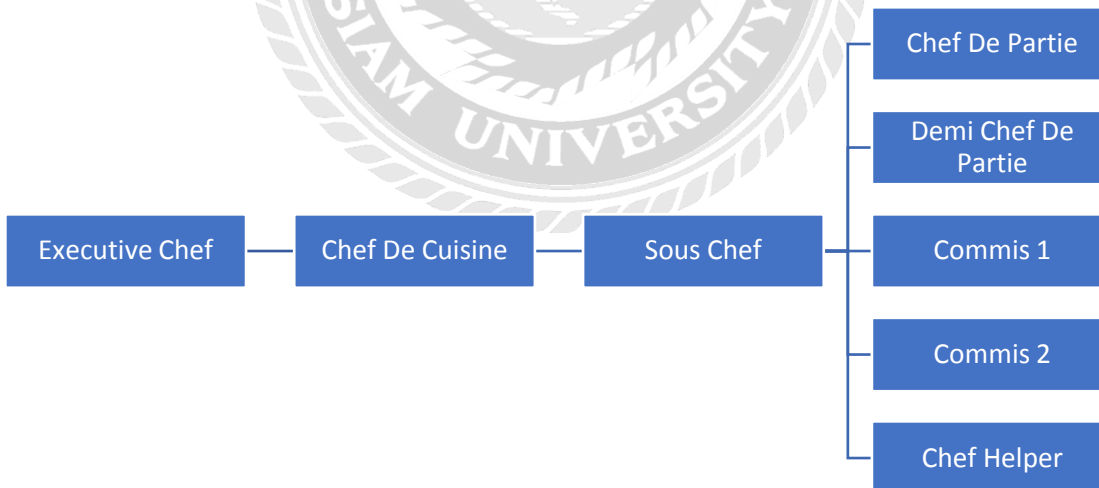 SIAM UNIVERSITY
Chef De Partie
Demi Chef De
Partie
Executive Chef
Chef De Cuisine
Sous Chef
Commis 1
Commis 2
Chef Helper